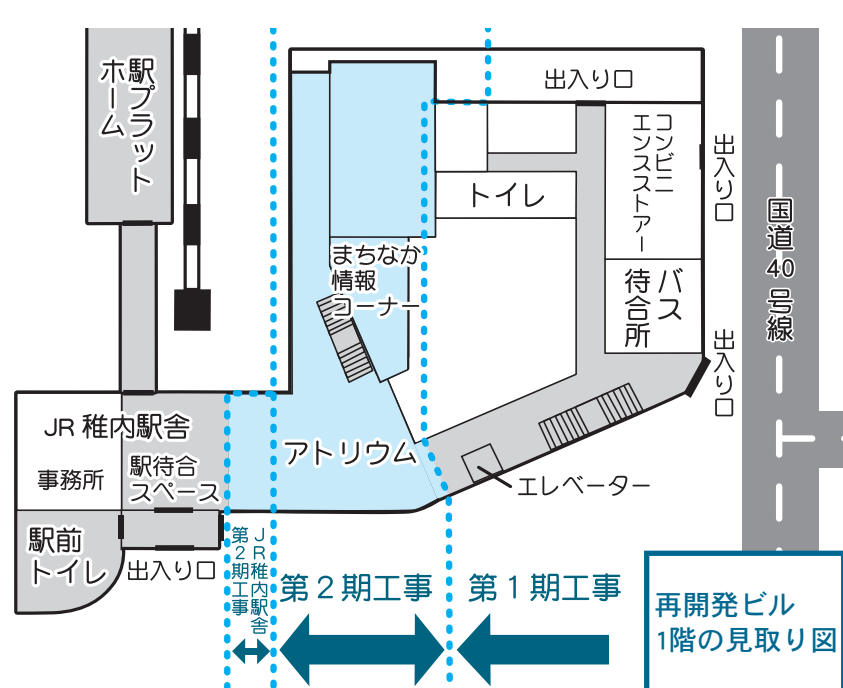 駅プラット
ホーム
出入り口
コンビニ
エンスストアー
出入り口
トイレ
国道40号線
まちなか
情報
コーナー
バス
待合所
出入り口
JR 稚内駅舎
アトリウム
事務所
駅待合
スペース
エレベーター
駅前
トイレ
出入り口
JR稚内駅舎
第2期工事
第2期工事
第1期工事
再開発ビル
1階の見取り図